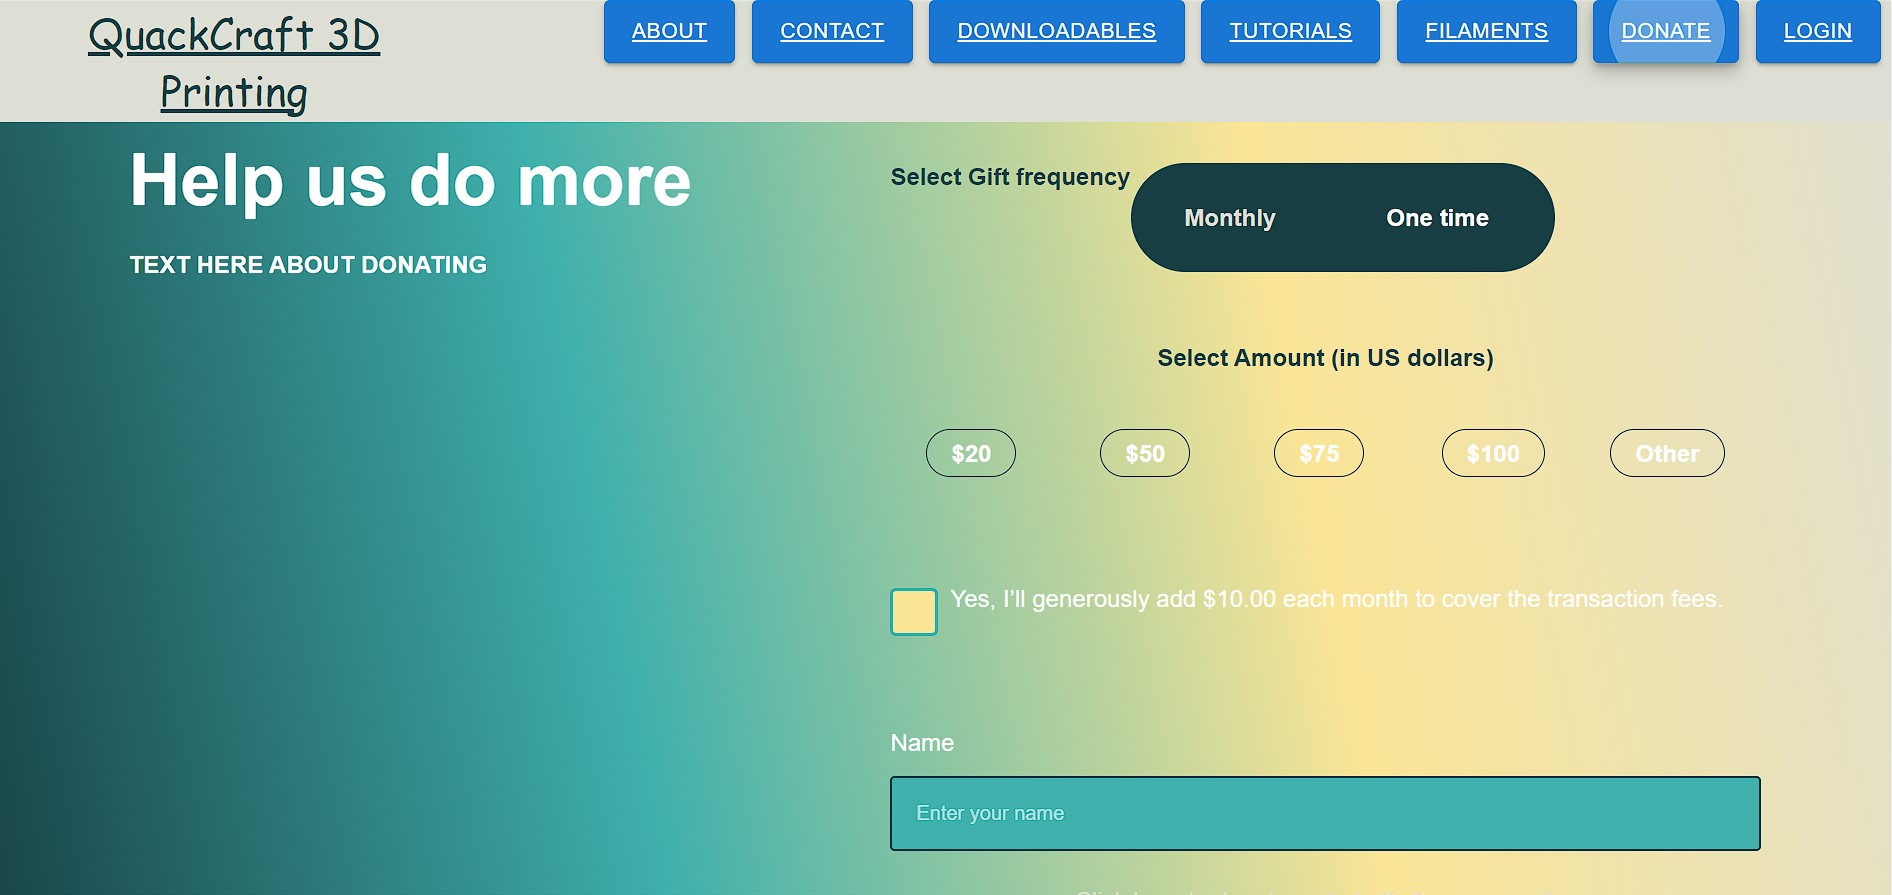 QuackCraft 3D
Printing
ABOUT
CONTACT
DOWNLOADABLES
TUTORIALS
FILAMENTS
DONATE
LOGIN
Help us do more
TEXT HERE ABOUT DONATING
Select Gift frequency
Monthly
One time
Select Amount (in US dollars)
$20
$50
$75
$100
Other
Yes, I’ll generously add $10.00 each month to cover the transaction fees.
Name
Enter your name